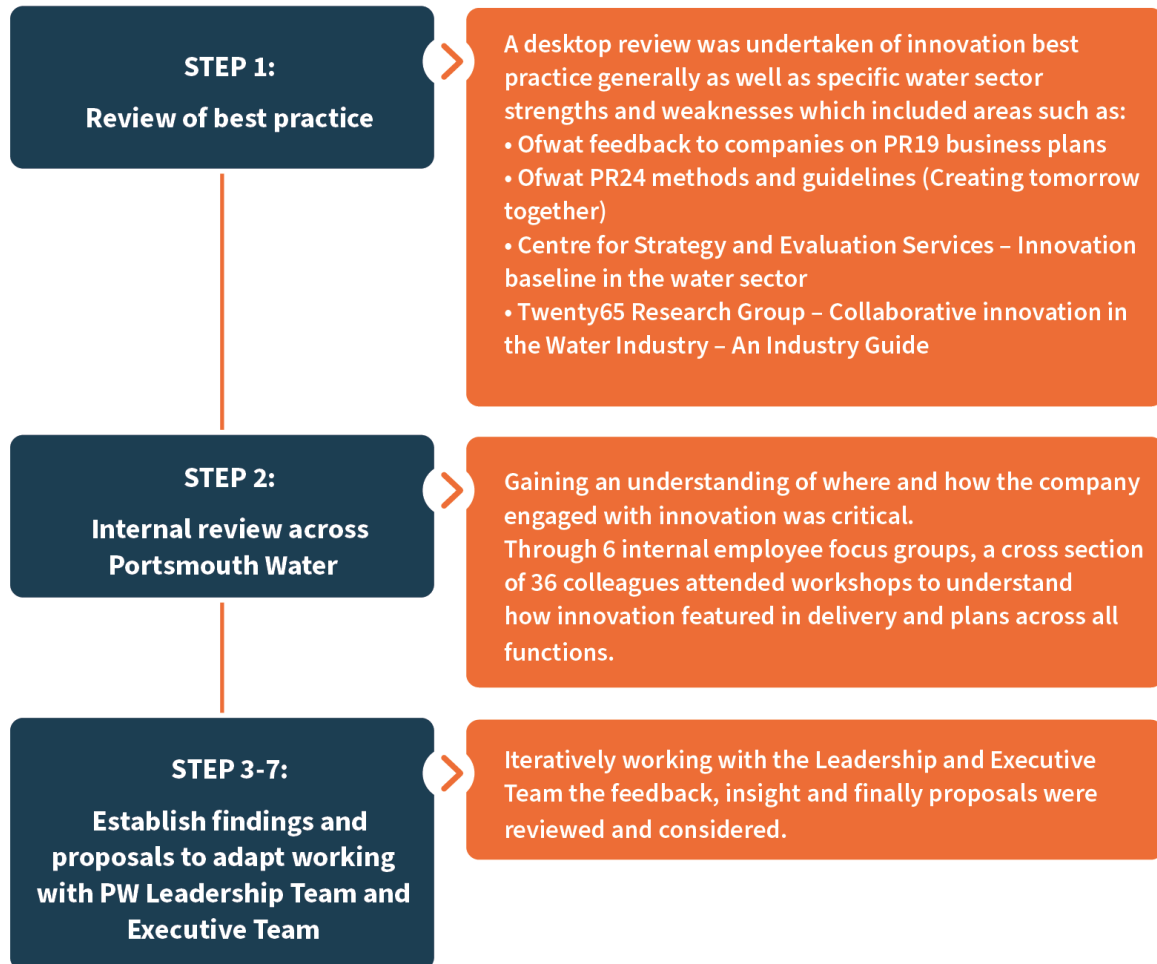 STEP 1:
Review of best practice
A desktop review was undertaken of innovation best
practice generally as well as specific water sector
strengths and weaknesses which included areas such as:
• Ofwat feedback to companies on PR19 business plans
• Ofwat PR24 methods and guidelines (Creating tomorrow
together)
• Centre for Strategy and Evaluation Services – Innovation
baseline in the water sector
• Twenty65 Research Group – Collaborative innovation in
the Water Industry – An Industry Guide
STEP 2:
Internal review across
Portsmouth Water
Gaining an understanding of where and how the company
engaged with innovation was critical.
Through 6 internal employee focus groups, a cross section
of 36 colleagues attended workshops to understand
how innovation featured in delivery and plans across all
functions.
STEP 3-7:
Establish findings and
proposals to adapt working
with PW Leadership Team and
Executive Team
Iteratively working with the Leadership and Executive
Team the feedback, insight and finally proposals were
reviewed and considered.